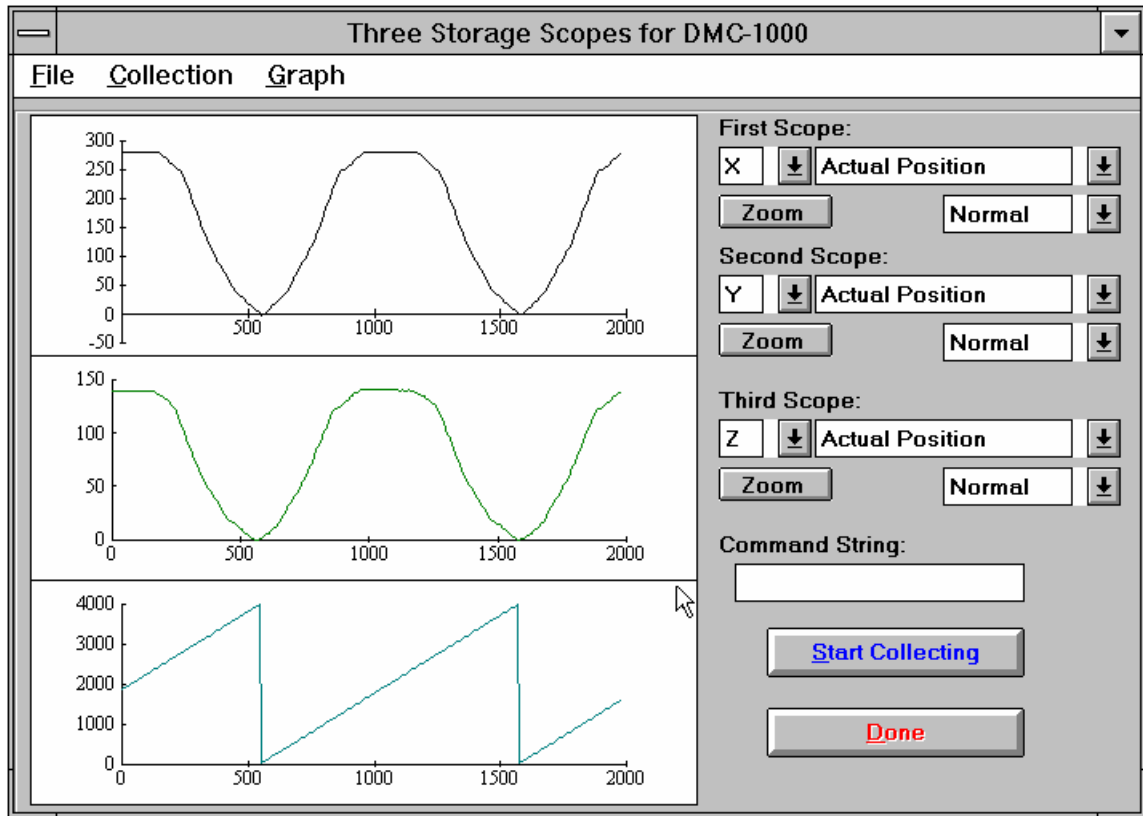 Three Storage Scopes for DMC-1000
File Collection Graph
300
250
200
150
100
50
0
-50
500 1000 1500 2000
150
100
50
0
0 500 1000 1500 2000
4000
3000
2000
1000
0
0 500 1000 1500 2000
First Scope:
X Actual Position
Zoom Normal
Second Scope:
Y Actual Position
Zoom Normal
Third Scope:
Z Actual Position
Zoom Normal
Command String:
Start Collecting
Done